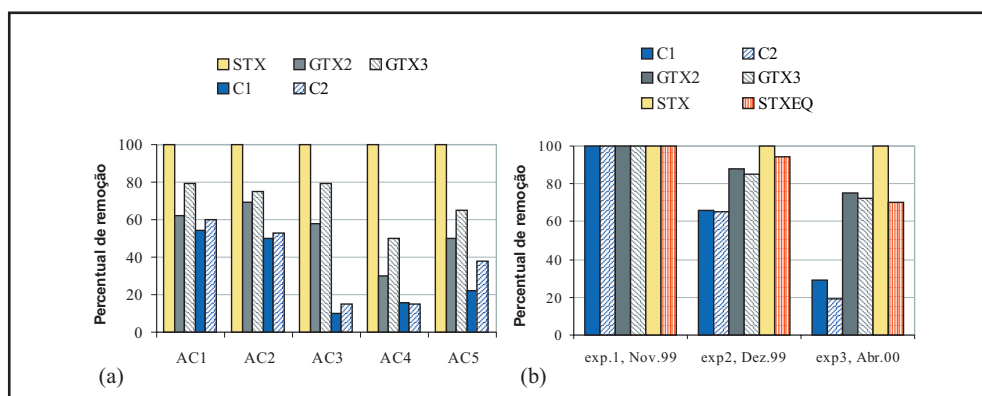 STX GTX2 GTX3
C1 C2
Percentual de remoção
100
80
60
40
20
0
AC1 AC2 AC3 AC4 AC5
(a)
C1 C2
GTX2 GTX3
STX STXEQ
Percentual de remoção
100
80
60
40
20
0
exp.1, Nov.99 exp2, Dez.99 exp3, Abr.00
(b)